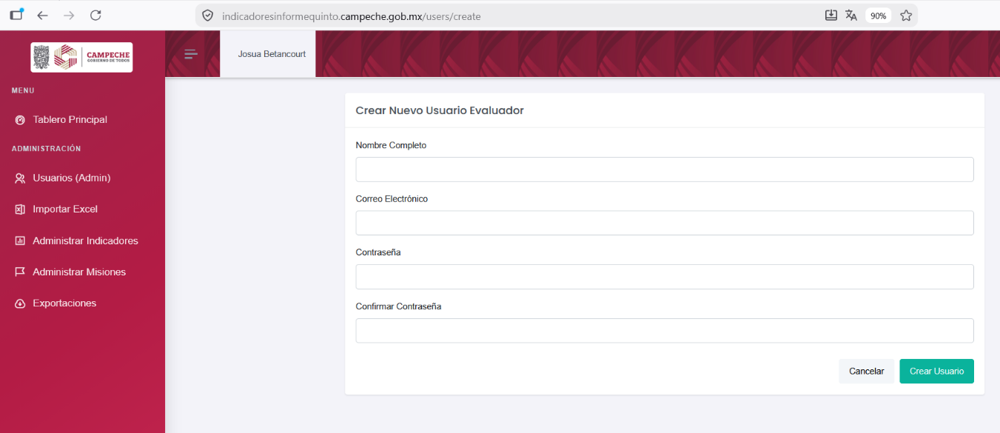 indicadoresinformequinto.campeche.gob.mx/users/create
90%
CAMPECHE
GOBIERNO DE TODOS
Josua Betancourt
MENU
Tablero Principal
ADMINISTRACIÓN
Usuarios (Admin)
Importar Excel
Administrar Indicadores
Administrar Misiones
Exportaciones
Crear Nuevo Usuario Evaluador
Nombre Completo
Correo Electrónico
Contraseña
Confirmar Contraseña
Cancelar
Crear Usuario